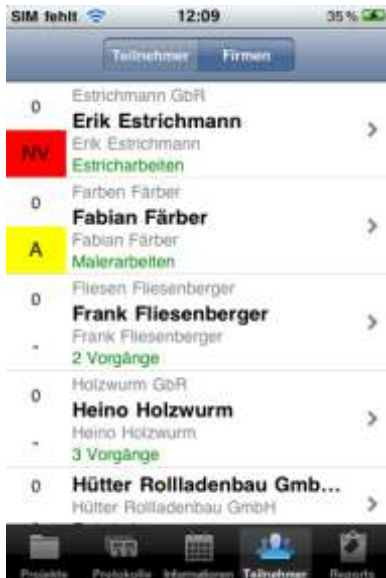 SIM fehlt 12:09 35 %
Teilnehmer Firmen
Estrichmann GbR
0
Erik Estrichmann
NV
Erik Estrichmann
Estricharbeiten
Farben Färber
0
Fabian Färber
A
Fabian Färber
Malerarbeiten
Fliesen Fliesenberger
0
Frank Fliesenberger
-
Frank Fliesenberger
2 Vorgänge
Holzwurm GbR
0
Heino Holzwurm
-
Heino Holzwurm
3 Vorgänge
0
Hütter Rollladenbau Gmb...
Hütter Rollladenbau GmbH
Projekte Protokolle Informationen Teilnehmer Reports